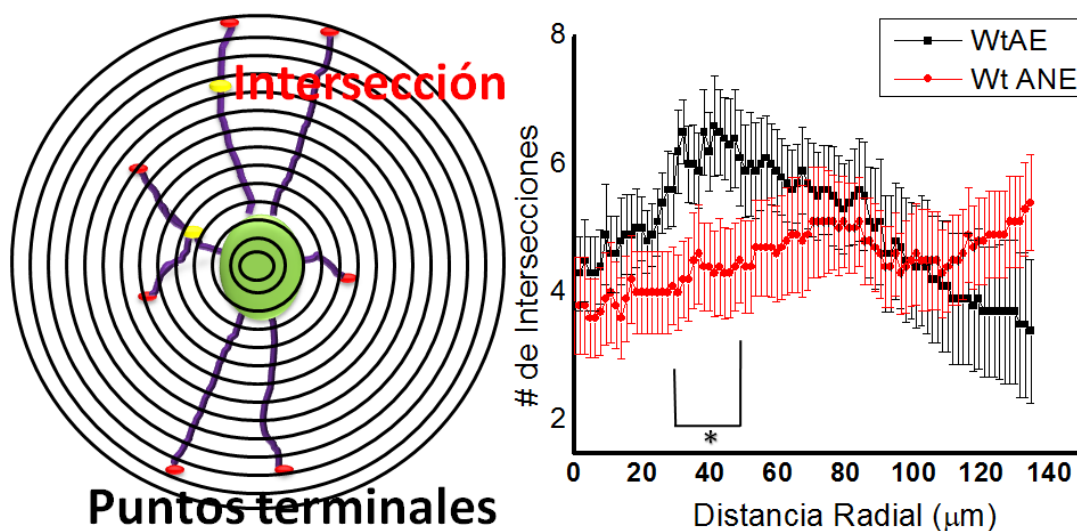 Intersección
Puntos terminales
WtAE
Wt ANE
# de Intersecciones
8
6
4
2
*
0 20 40 60 80 100 120 140
Distancia Radial (μm)